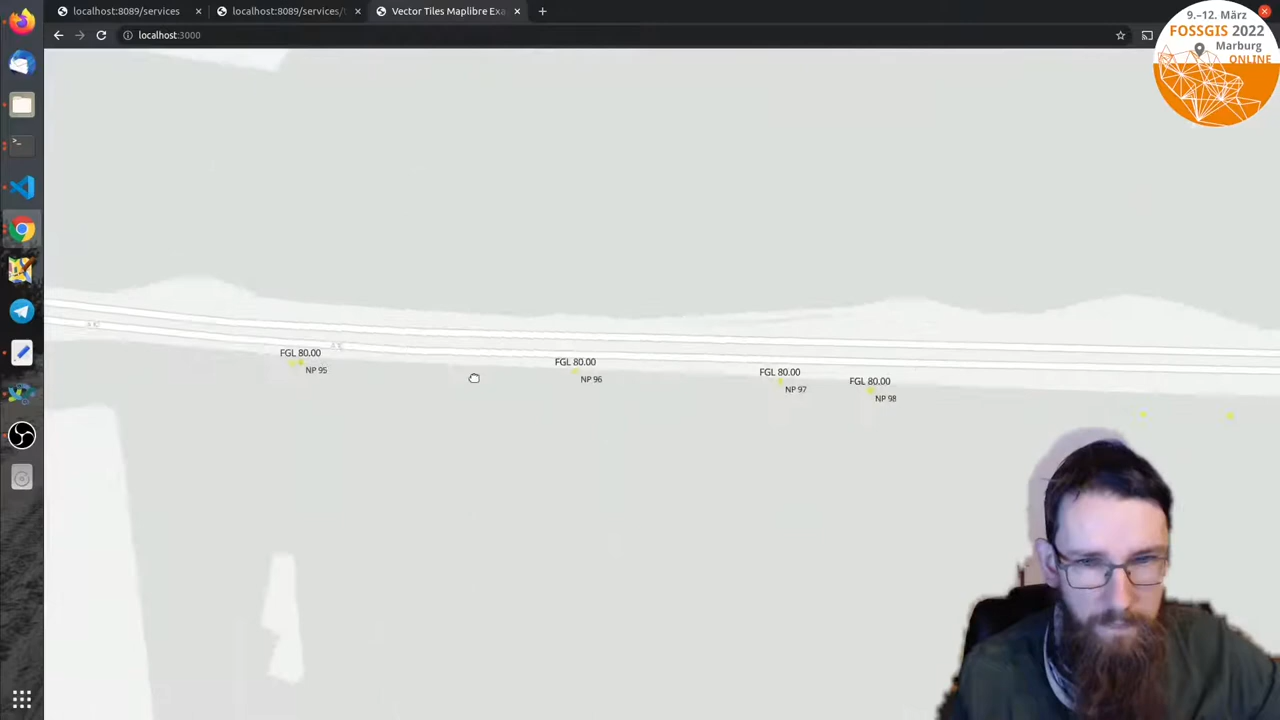 localhost:8089/services
localhost:8089/services/
Vector Tiles Maplibre Exa
localhost:3000
9.–12. März
FOSSGIS 2022
Marburg
ONLINE
FGL 80.00
NP 95
FGL 80.00
NP 96
FGL 80.00
NP 97
FGL 80.00
NP 98